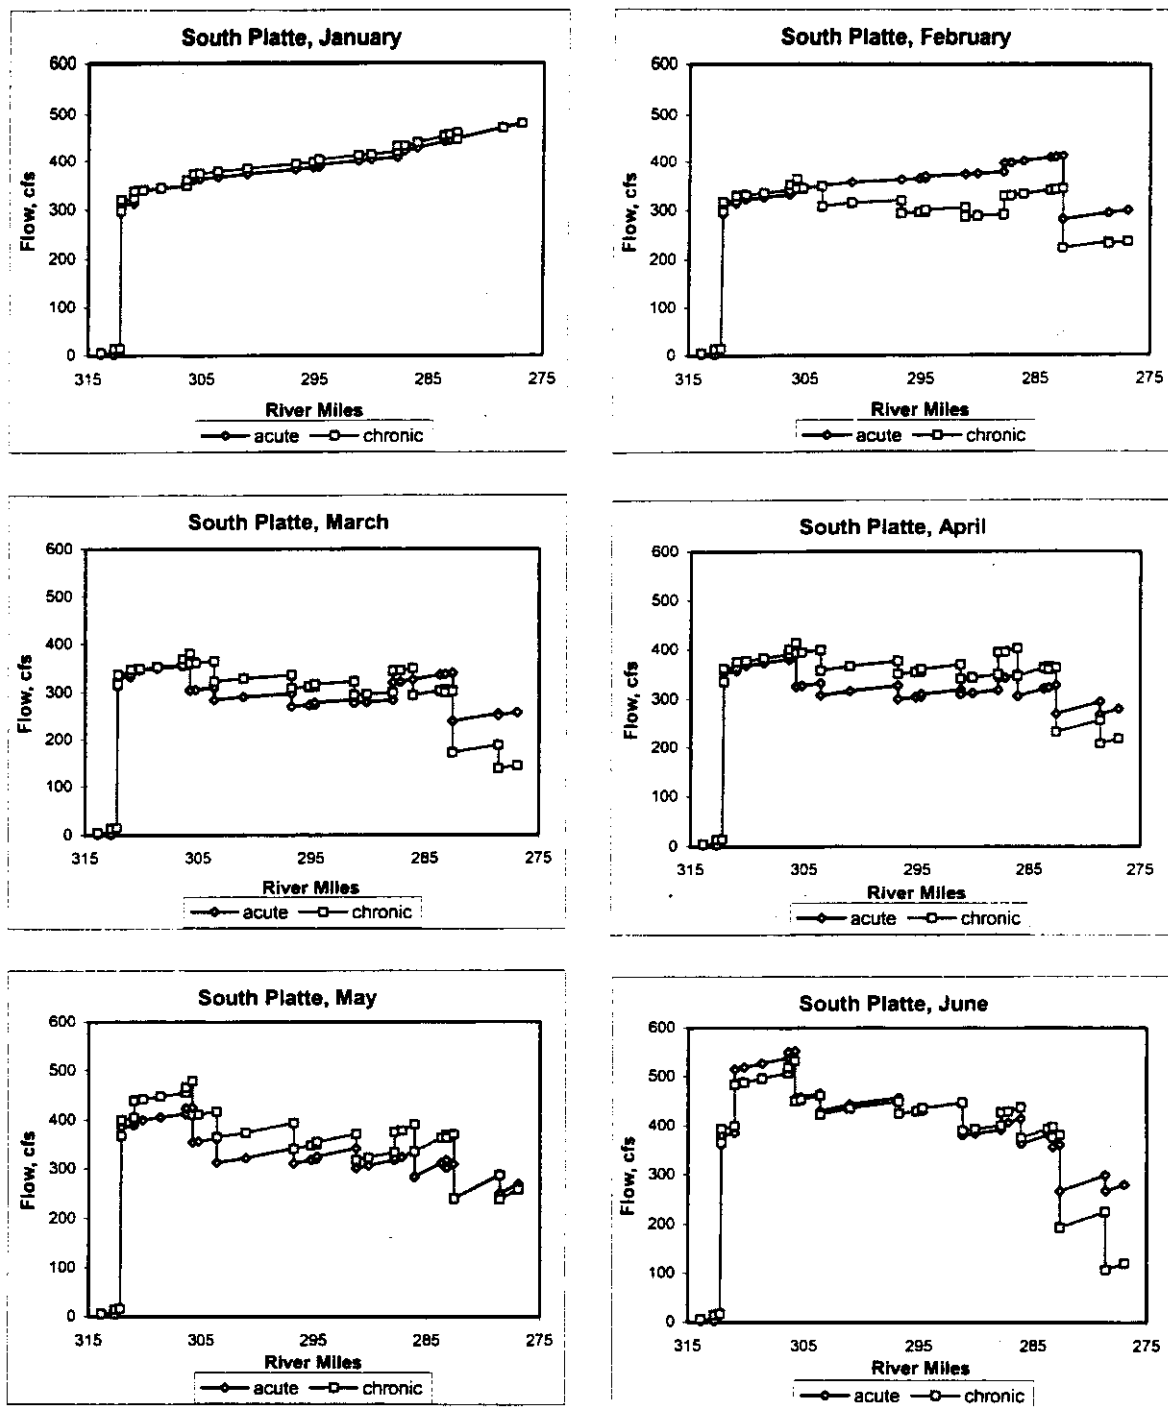 South Platte, January
600
500
400
300
200
100
0
Flow, cfs
315 305 295 285 275
River Miles
acute chronic
South Platte, February
600
500
400
300
200
100
0
Flow, cfs
315 305 295 285 275
River Miles
acute chronic
South Platte, March
600
500
400
300
200
100
0
Flow, cfs
315 305 295 285 275
River Miles
acute chronic
South Platte, April
600
500
400
300
200
100
0
Flow, cfs
315 305 295 285 275
River Miles
acute chronic
South Platte, May
600
500
400
300
200
100
0
Flow, cfs
315 305 295 285 275
River Miles
acute chronic
South Platte, June
600
500
400
300
200
100
0
Flow, cfs
315 305 295 285 275
River Miles
acute chronic